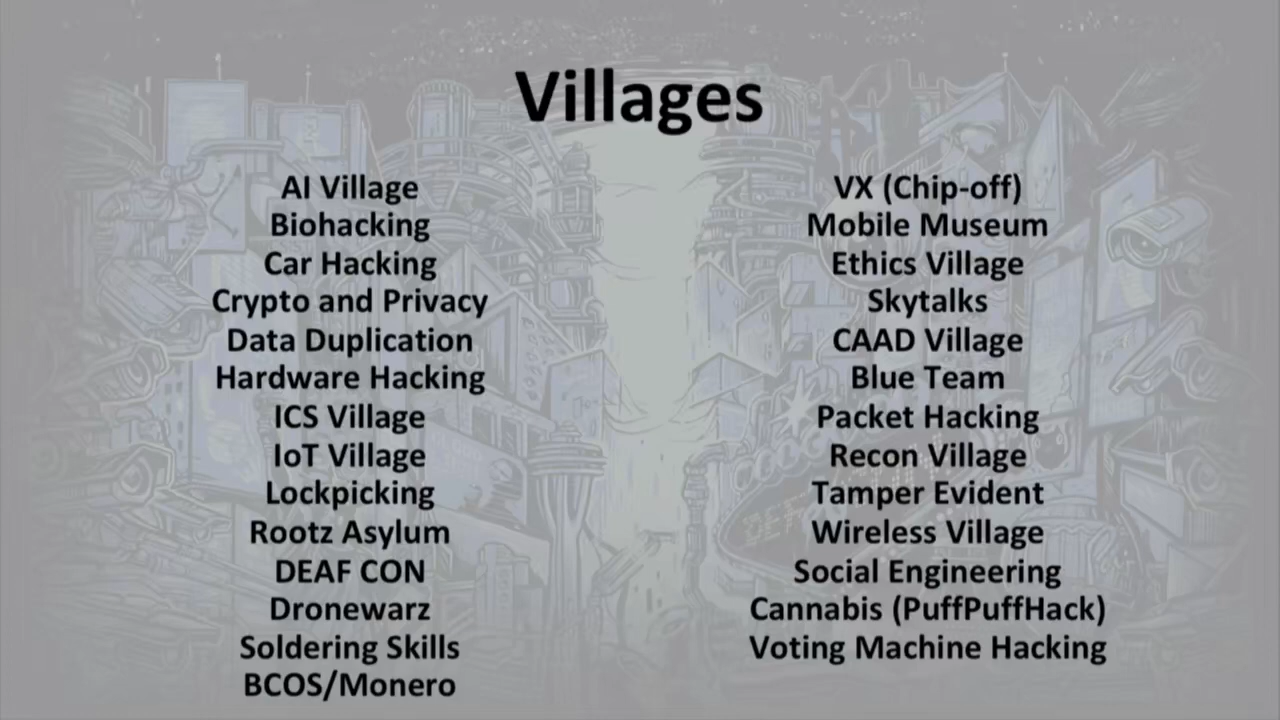 Villages
AI Village
Biohacking
Car Hacking
Crypto and Privacy
Data Duplication
Hardware Hacking
ICS Village
IoT Village
Lockpicking
Rootz Asylum
DEAF CON
Dronewarz
Soldering Skills
BCOS/Monero
VX (Chip-off)
Mobile Museum
Ethics Village
Skytalks
CAAD Village
Blue Team
Packet Hacking
Recon Village
Tamper Evident
Wireless Village
Social Engineering
Cannabis (PuffPuffHack)
Voting Machine Hacking